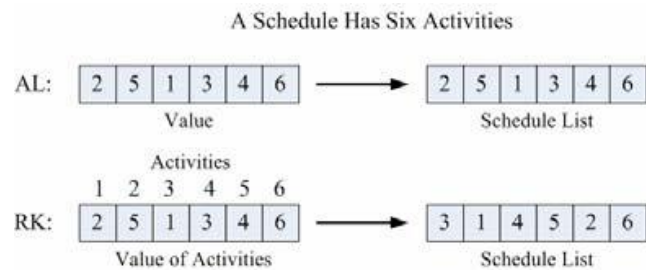 A Schedule Has Six Activities
AL: 2 5 1 3 4 6 2 5 1 3 4 6
Value Schedule List
Activities
1 2 3 4 5 6
RK: 2 5 1 3 4 6 3 1 4 5 2 6
Value of Activities Schedule List